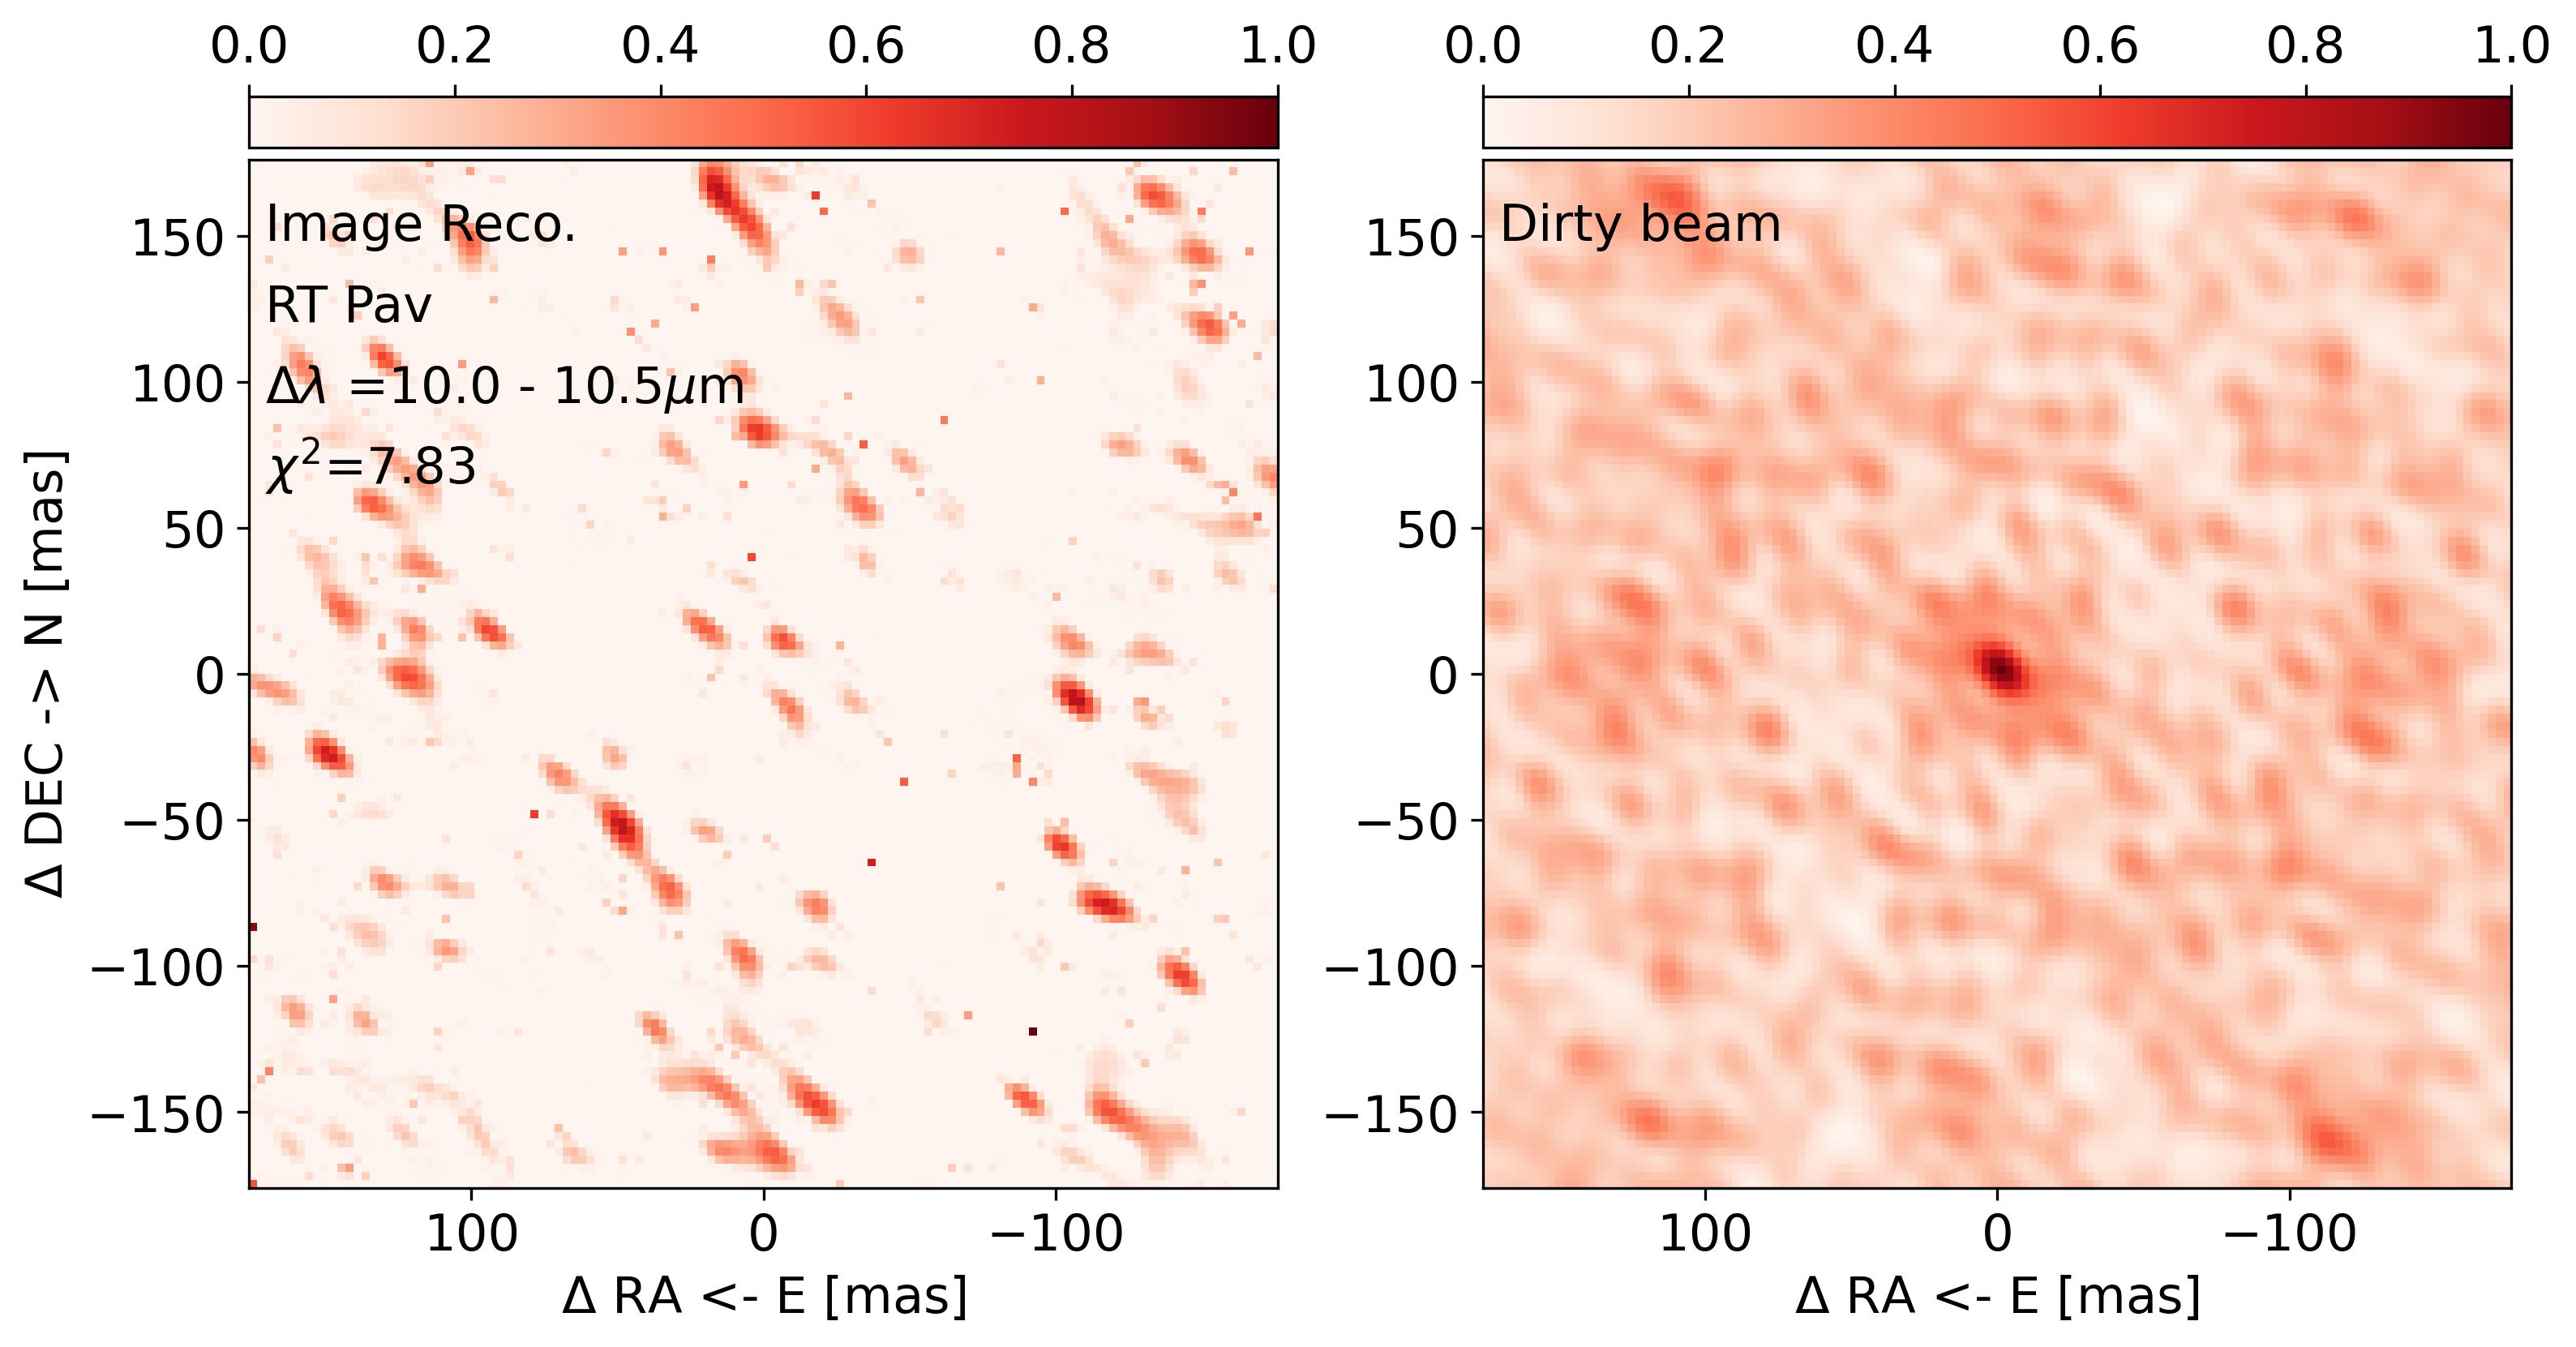 0.0 0.2 0.4 0.6 0.8 1.0
0.0 0.2 0.4 0.6 0.8 1.0
Image Reco.
RT Pav
Δλ =10.0 - 10.5μm
χ²=7.83
Dirty beam
150
100
50
0
−50
−100
−150
150
100
50
0
−50
−100
−150
Δ DEC -> N [mas]
100 0 −100
100 0 −100
Δ RA <- E [mas]
Δ RA <- E [mas]